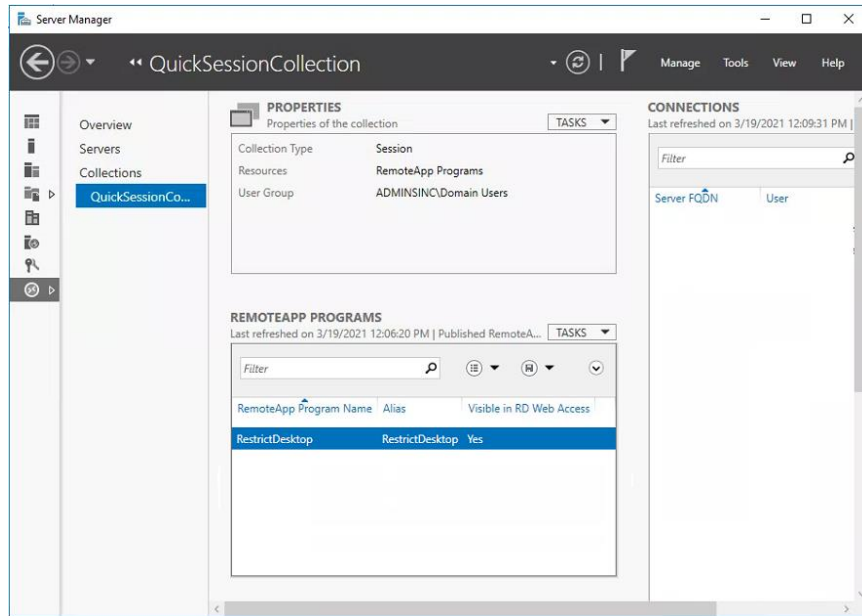 Server Manager
QuickSessionCollection
Manage Tools View Help
Overview
Servers
Collections
QuickSessionCo...
PROPERTIES
Properties of the collection
TASKS
Collection Type Session
Resources RemoteApp Programs
User Group ADMINSINC\Domain Users
REMOTEAPP PROGRAMS
Last refreshed on 3/19/2021 12:06:20 PM | Published RemoteA...
TASKS
Filter
RemoteApp Program Name Alias Visible in RD Web Access
RestrictDesktop RestrictDesktop Yes
CONNECTIONS
Last refreshed on 3/19/2021 12:09:31 PM |
Filter
Server FQDN User